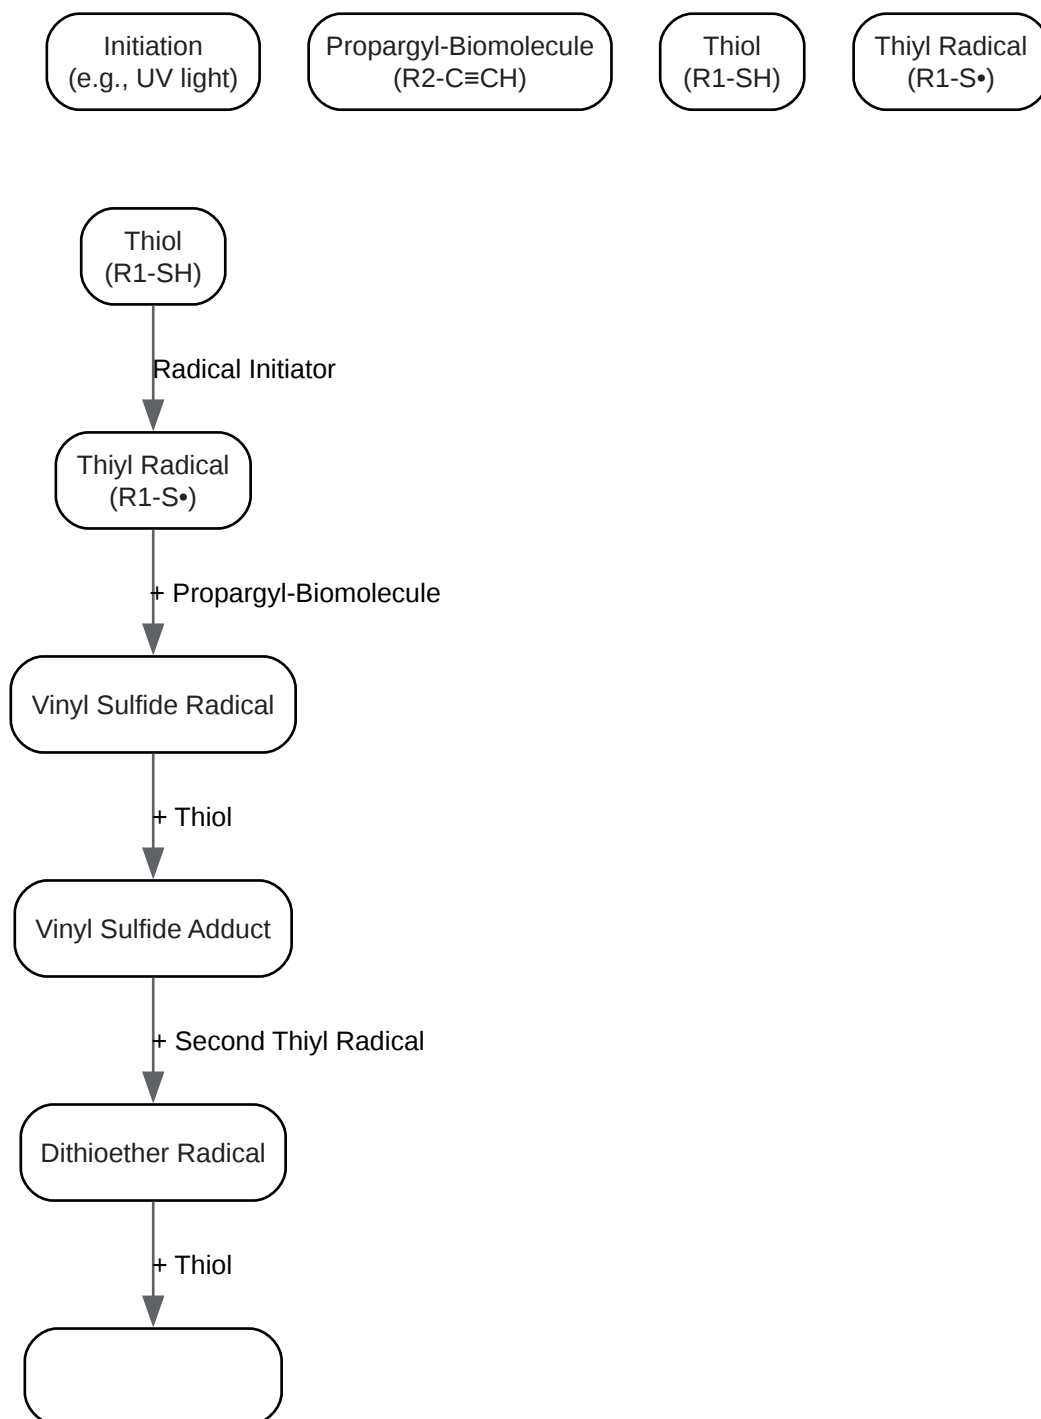 Initiation
(e.g., UV light)
Propargyl-Biomolecule
(R2-C≡CH)
Thiol
(R1-SH)
Thiyl Radical
(R1-S•)
Thiol
(R1-SH)
Radical Initiator
Thiyl Radical
(R1-S•)
+ Propargyl-Biomolecule
Vinyl Sulfide Radical
+ Thiol
Vinyl Sulfide Adduct
+ Second Thiyl Radical
Dithioether Radical
+ Thiol